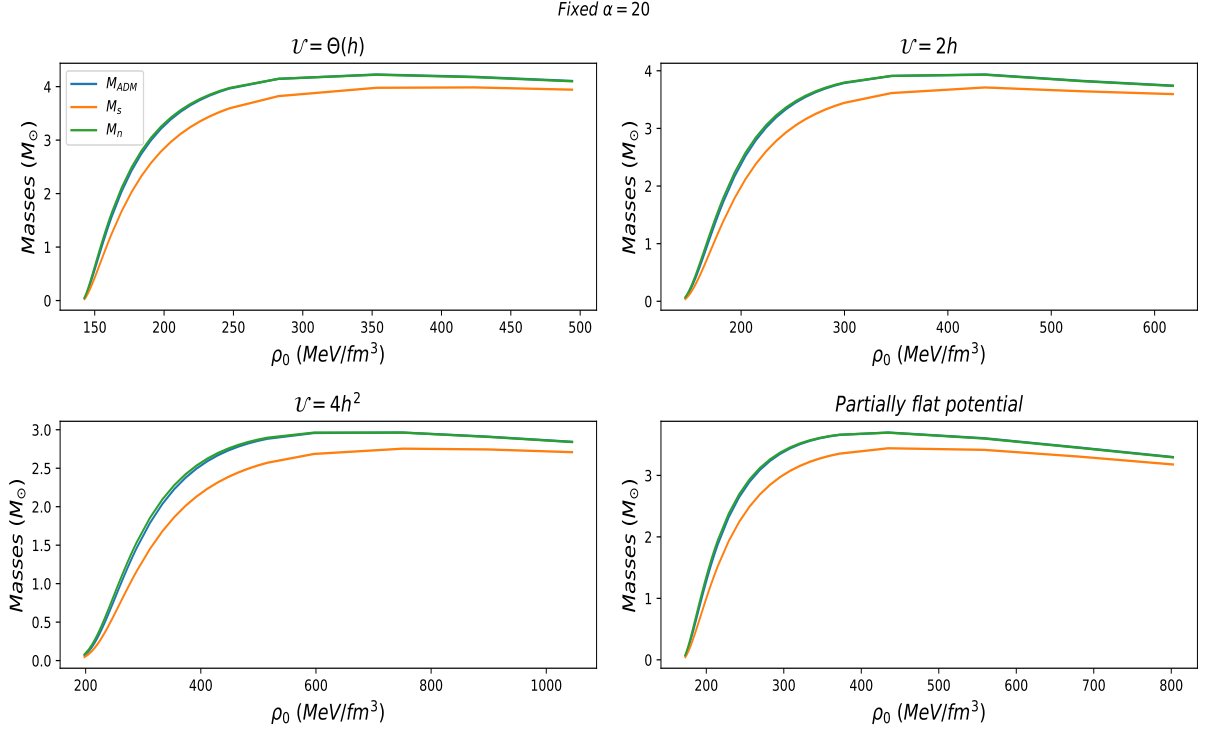 Fixed α = 20
𝒰 = Θ(h)
M_ADM
M_s
M_n
Masses (M_⊙)
4
3
2
1
0
150 200 250 300 350 400 450 500
ρ_0 (MeV/fm^3)
𝒰 = 2h
Masses (M_⊙)
4
3
2
1
0
200 300 400 500 600
ρ_0 (MeV/fm^3)
𝒰 = 4h^2
Masses (M_⊙)
3.0
2.5
2.0
1.5
1.0
0.5
0.0
200 400 600 800 1000
ρ_0 (MeV/fm^3)
Partially flat potential
Masses (M_⊙)
3
2
1
0
200 300 400 500 600 700 800
ρ_0 (MeV/fm^3)